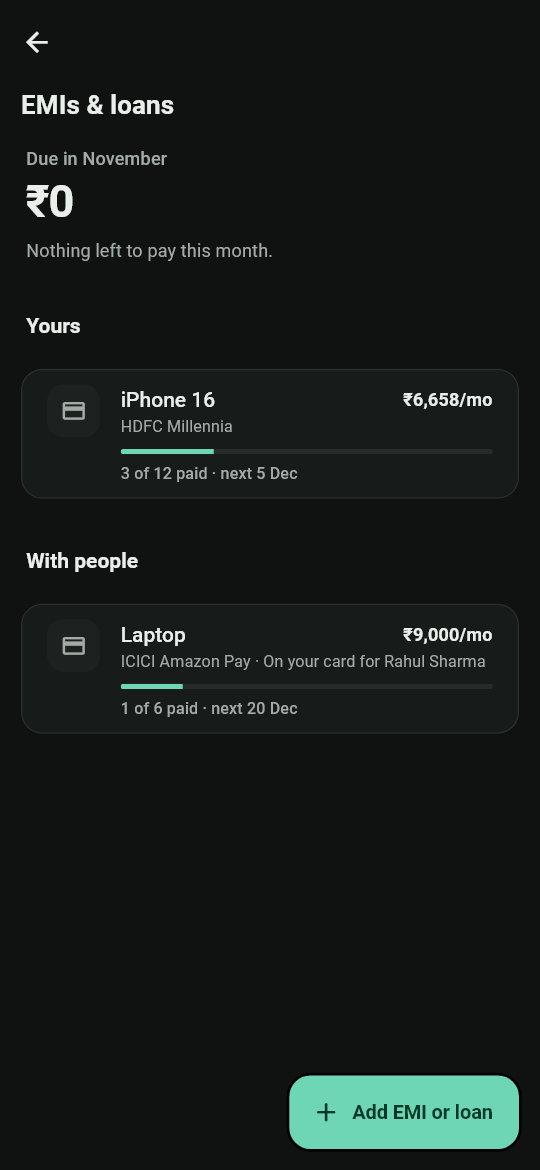 EMIs & loans
Due in November
₹0
Nothing left to pay this month.
Yours
iPhone 16 ₹6,658/mo
HDFC Millennia
3 of 12 paid · next 5 Dec
With people
Laptop ₹9,000/mo
ICICI Amazon Pay · On your card for Rahul Sharma
1 of 6 paid · next 20 Dec
+ Add EMI or loan